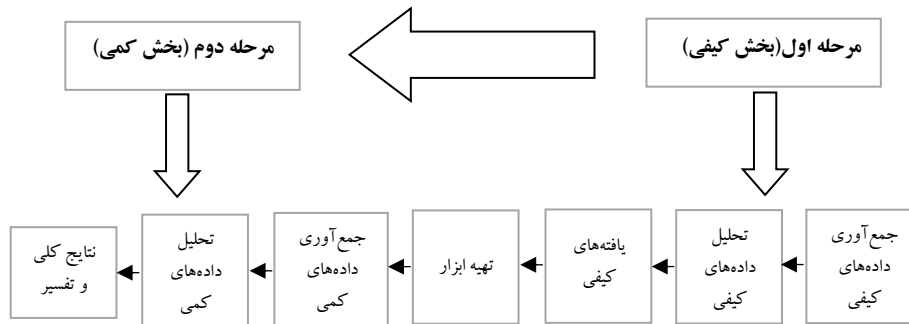 مرحله اول(بخش کیفی)
مرحله دوم (بخش کمی)
جمع‌آوری
داده‌های
کیفی
تحلیل
داده‌های
کیفی
یافته‌های
کیفی
تهیه ابزار
جمع‌آوری
داده‌های
کمی
تحلیل
داده‌های
کمی
نتایج کلی
و تفسیر